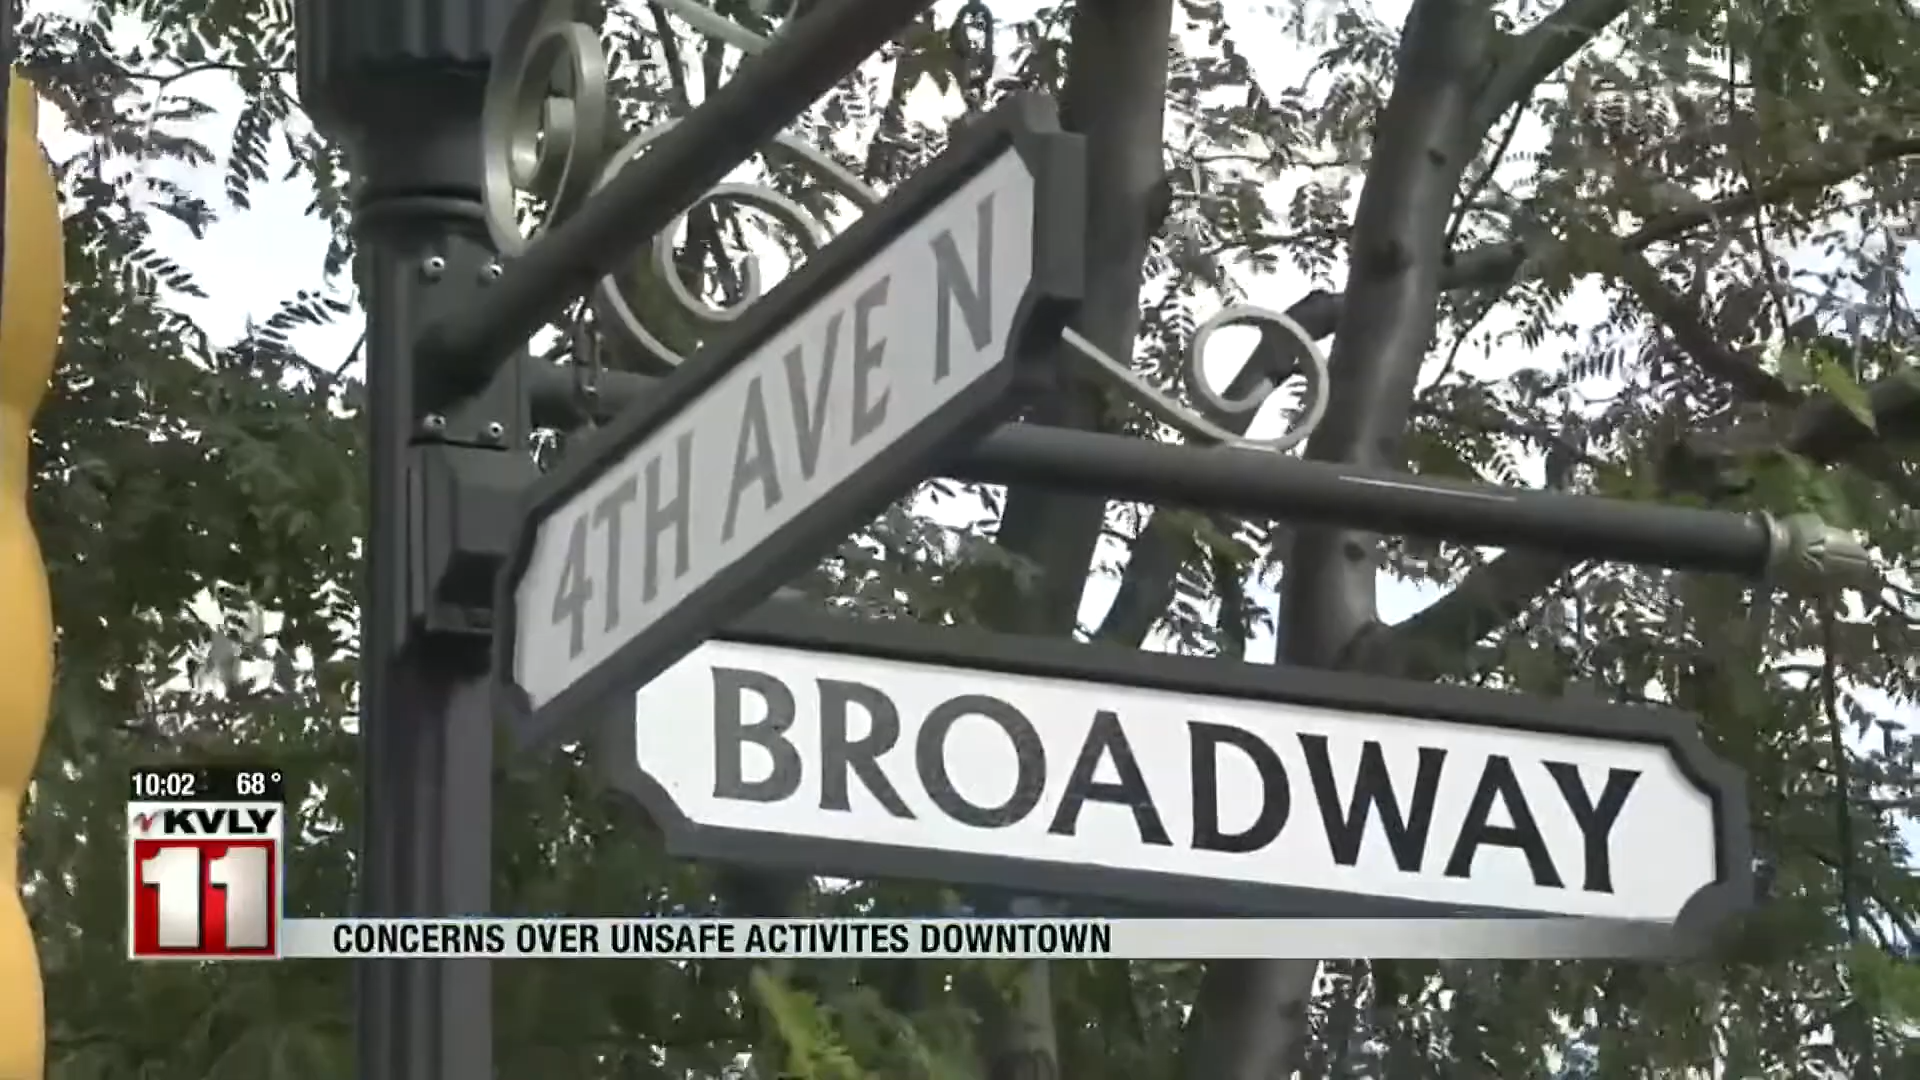 4TH AVE N
BROADWAY
10:02 68°
KVLY
11
CONCERNS OVER UNSAFE ACTIVITES DOWNTOWN